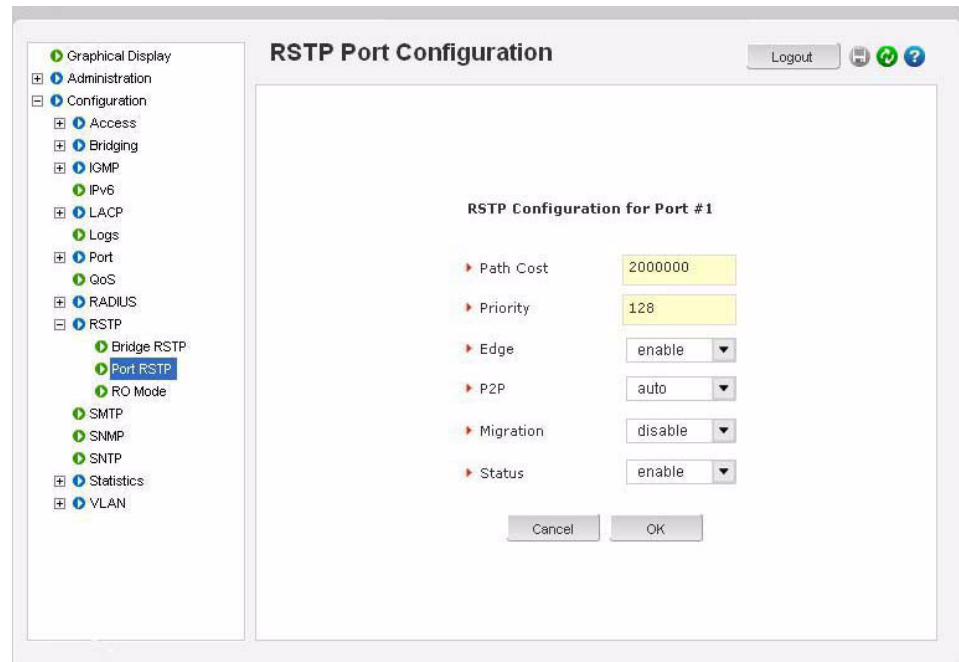 RSTP Port Configuration
Logout
Graphical Display
Administration
Configuration
Access
Bridging
IGMP
IPv6
LACP
Logs
Port
QoS
RADIUS
RSTP
Bridge RSTP
Port RSTP
RO Mode
SMTP
SNMP
SNTP
Statistics
VLAN
RSTP Configuration for Port #1
Path Cost 2000000
Priority 128
Edge enable
P2P auto
Migration disable
Status enable
Cancel OK